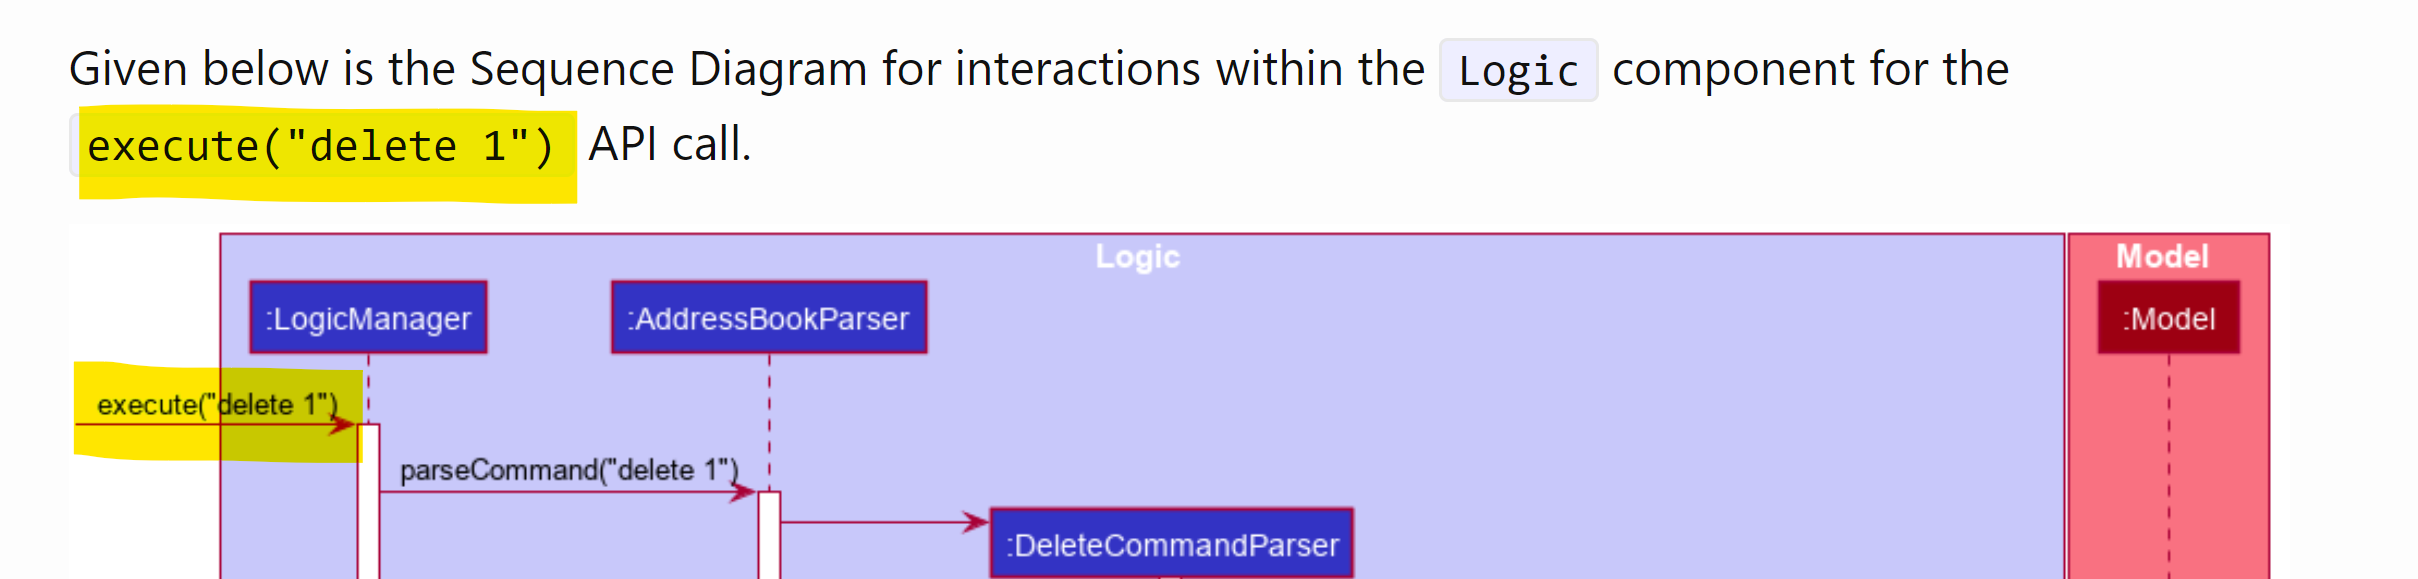 Given below is the Sequence Diagram for interactions within the Logic component for the
execute("delete 1") API call.
Logic
Model
:LogicManager
:AddressBookParser
:Model
execute("delete 1")
parseCommand("delete 1")
:DeleteCommandParser